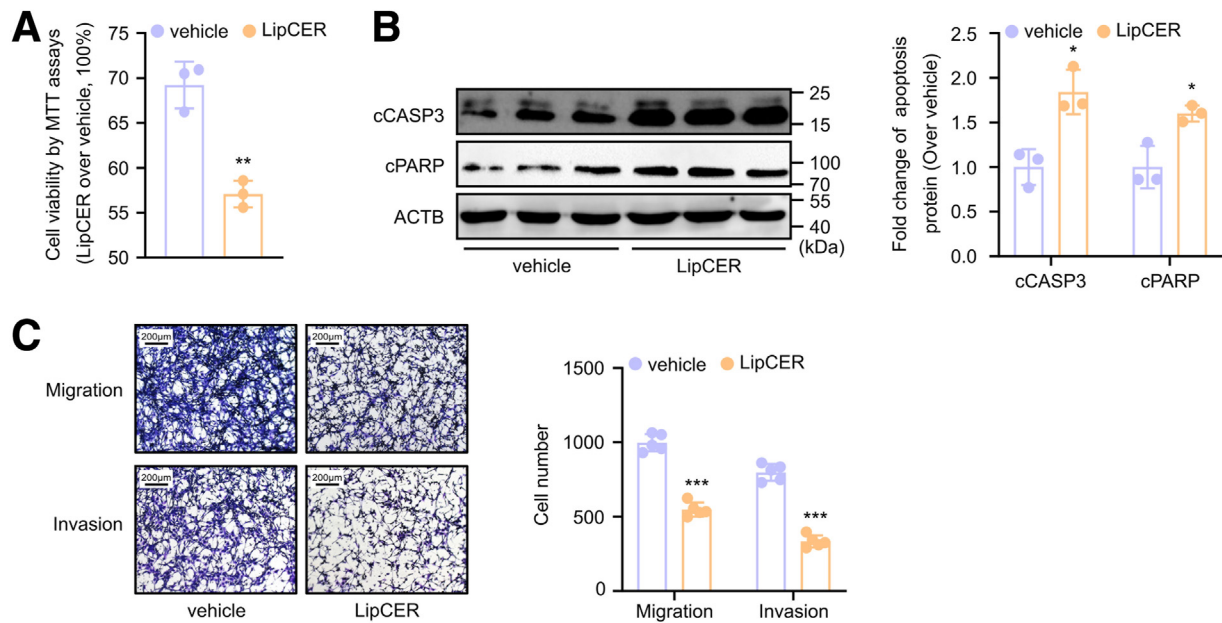 A
Cell viability by MTT assays
(LipCER over vehicle, 100%)
75
70
65
60
55
50
vehicle
LipCER
**
B
cCASP3
cPARP
ACTB
25
15
100
70
55
40
(kDa)
vehicle
LipCER
Fold change of apoptosis
protein (Over vehicle)
2.5
2.0
1.5
1.0
0.5
0.0
vehicle
LipCER
*
*
cCASP3
cPARP
C
Migration
200μm
200μm
Invasion
200μm
200μm
vehicle
LipCER
Cell number
1500
1000
500
0
vehicle
LipCER
***
***
Migration
Invasion